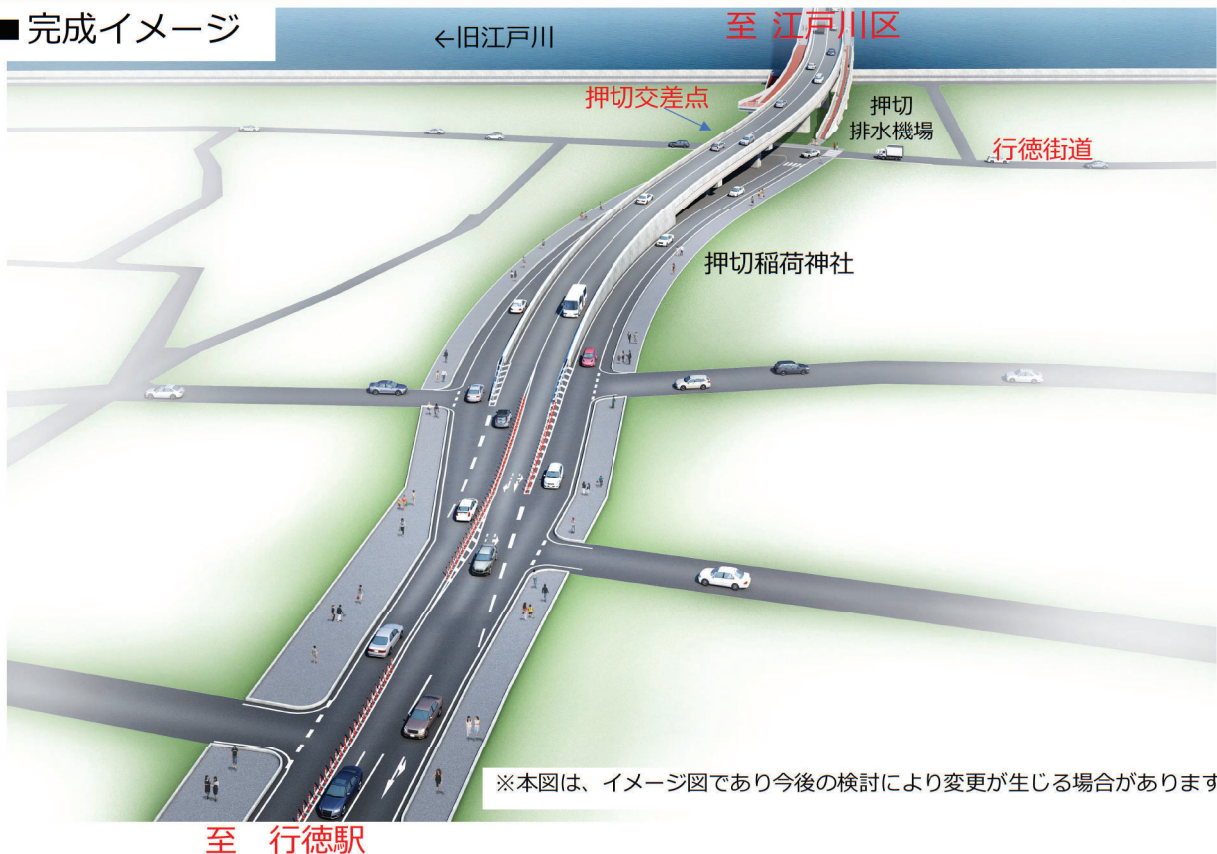 ■完成イメージ
←旧江戸川
至 江戸川区
押切交差点
押切
排水機場
行徳街道
押切稲荷神社
※本図は、イメージ図であり今後の検討により変更が生じる場合があります
至 行徳駅